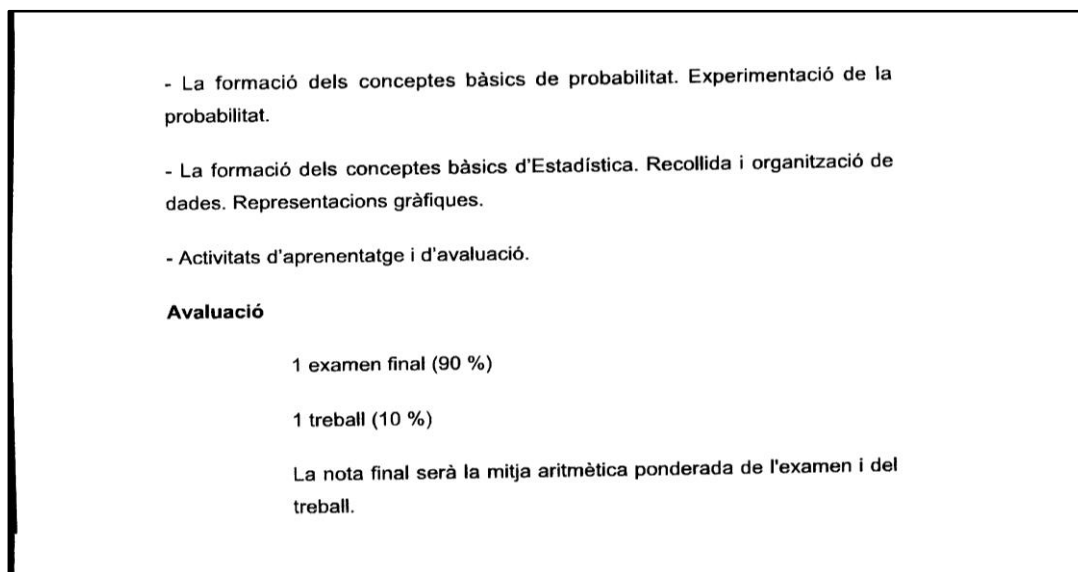 - La formació dels conceptes bàsics de probabilitat. Experimentació de la
probabilitat.
- La formació dels conceptes bàsics d'Estadística. Recollida i organització de
dades. Representacions gràfiques.
- Activitats d'aprenentatge i d'avaluació.
Avaluació
1 examen final (90 %)
1 treball (10 %)
La nota final serà la mitja aritmètica ponderada de l'examen i del
treball.